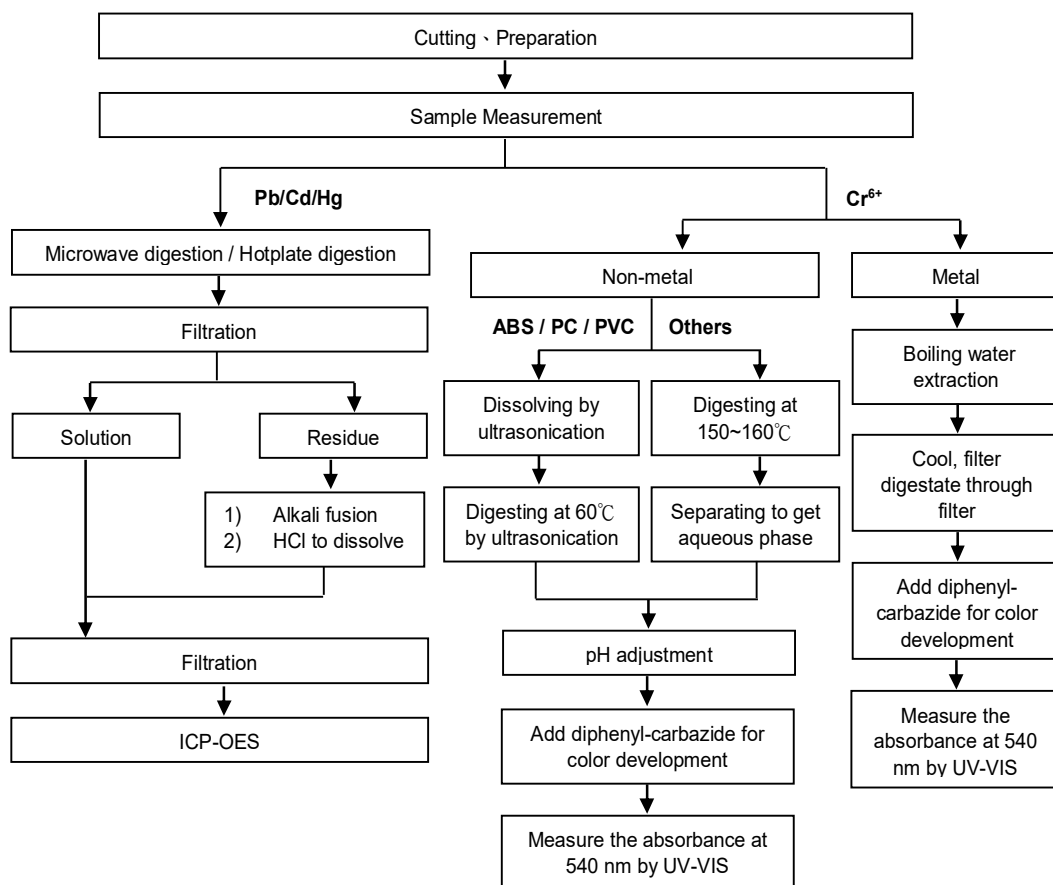 Cutting、Preparation
Sample Measurement
Pb/Cd/Hg
Cr⁶⁺
Microwave digestion / Hotplate digestion
Filtration
Solution
Residue
1) Alkali fusion
2) HCl to dissolve
Filtration
ICP-OES
Non-metal
ABS / PC / PVC
Others
Dissolving by
ultrasonication
Digesting at
150~160℃
Digesting at 60℃
by ultrasonication
Separating to get
aqueous phase
pH adjustment
Add diphenyl-carbazide for
color development
Measure the absorbance at
540 nm by UV-VIS
Metal
Boiling water
extraction
Cool, filter
digestate through
filter
Add diphenyl-
carbazide for color
development
Measure the
absorbance at 540
nm by UV-VIS